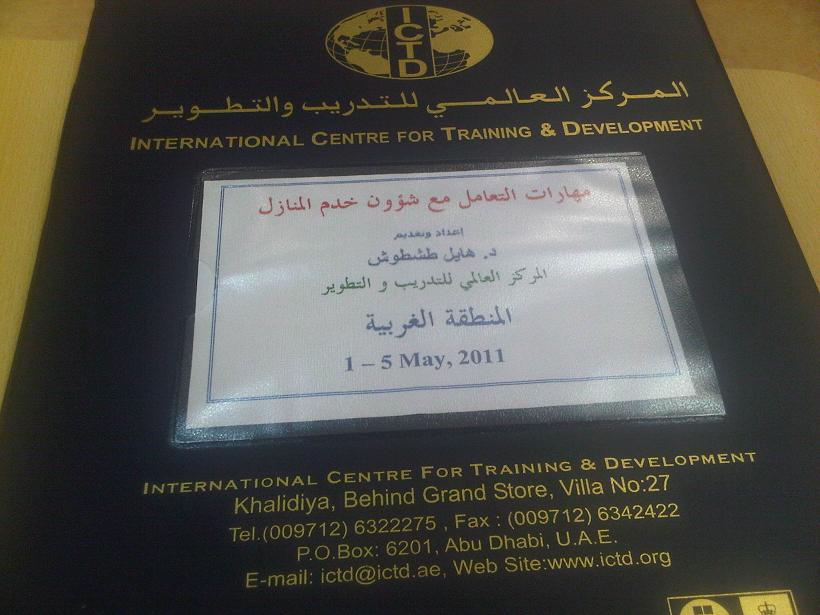 ICTD
المركز العالمي للتدريب والتطوير
INTERNATIONAL CENTRE FOR TRAINING & DEVELOPMENT
مهارات التعامل مع شؤون خدم المنازل
إعداد وتقديم
د. هايل طشطوش
المركز العالمي للتدريب و التطوير
المنطقة الغربية
1 – 5 May, 2011
INTERNATIONAL CENTRE FOR TRAINING & DEVELOPMENT
Khalidiya, Behind Grand Store, Villa No:27
Tel.(009712) 6322275 , Fax : (009712) 6342422
P.O.Box: 6201, Abu Dhabi, U.A.E.
E-mail: ictd@ictd.ae, Web Site:www.ictd.org